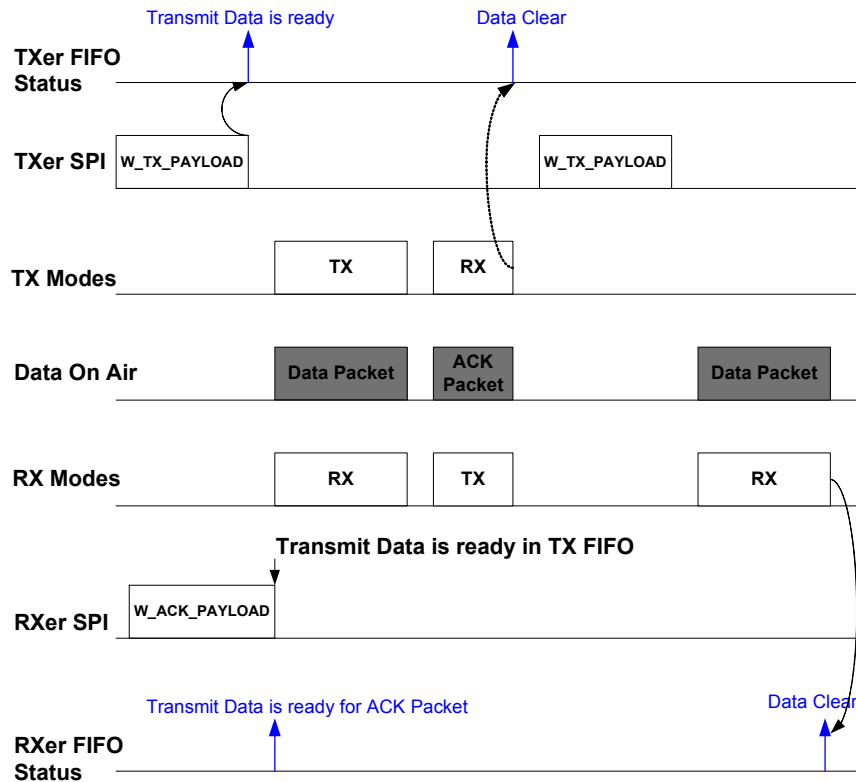 Transmit Data is ready
Data Clear
TXer FIFO
Status
TXer SPI
W_TX_PAYLOAD
W_TX_PAYLOAD
TX Modes
TX
RX
Data On Air
Data Packet
ACK
Packet
Data Packet
RX Modes
RX
TX
RX
Transmit Data is ready in TX FIFO
RXer SPI
W_ACK_PAYLOAD
Transmit Data is ready for ACK Packet
Data Clear
RXer FIFO
Status